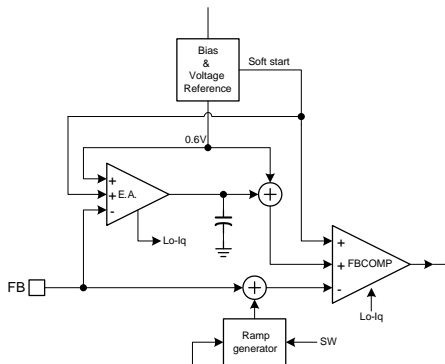 Bias
&
Voltage
Reference
Soft start
0.6V
+
+ E.A.
-
+
Lo-Iq
+
+ FBCOMP
-
FB
+
Lo-Iq
Ramp
generator
SW